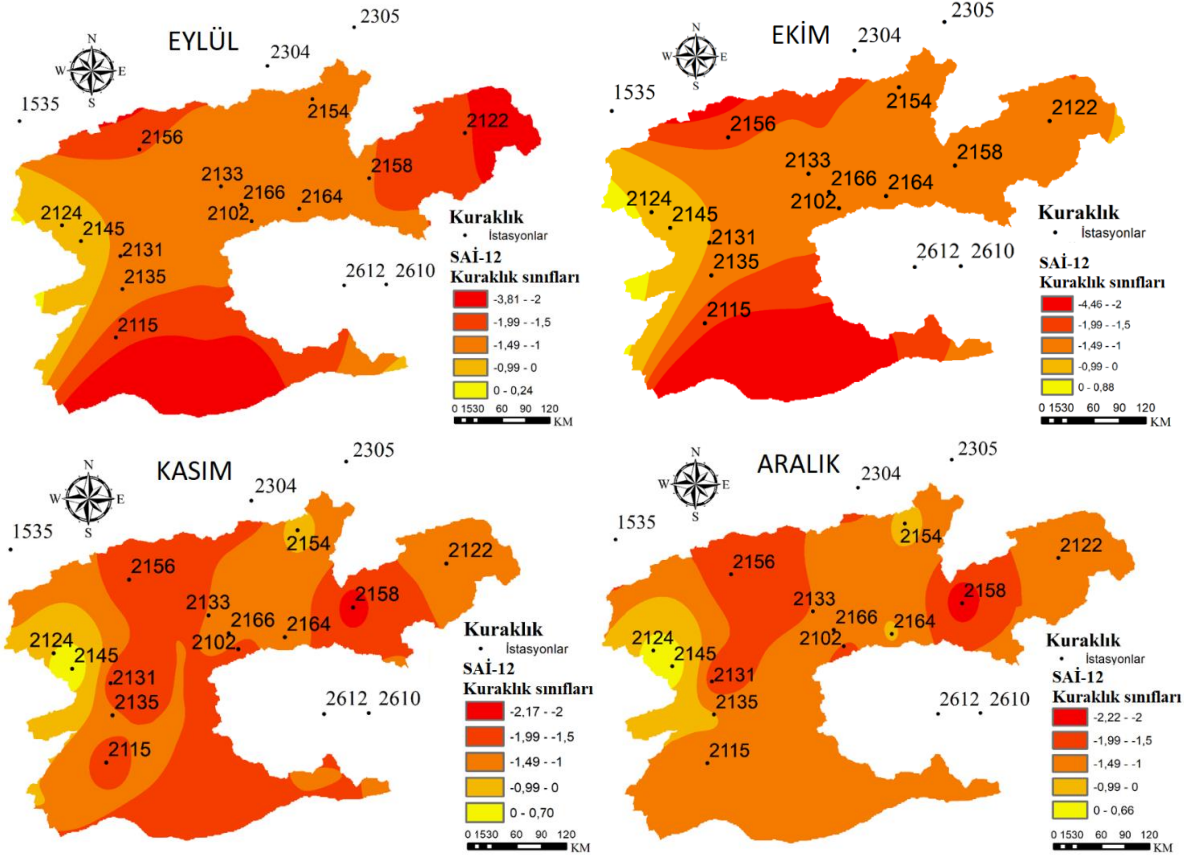 EYLÜL
2305
2304
N
W E
S
1535
2154
2156
2122
2133
2158
2166
2164
2102
2124
2145
2131
2135
2612 2610
2115
Kuraklık
İstasyonlar
SAİ-12
Kuraklık sınıfları
-3,81 - -2
-1,99 - -1,5
-1,49 - -1
-0,99 - 0
0 - 0,24
0 1530 60 90 120
KM
EKİM
2305
2304
N
W E
S
1535
2154
2156
2122
2133
2158
2166
2164
2102
2124
2145
2131
2135
2612 2610
2115
Kuraklık
İstasyonlar
SAİ-12
Kuraklık sınıfları
-4,46 - -2
-1,99 - -1,5
-1,49 - -1
-0,99 - 0
0 - 0,88
0 1530 60 90 120
KM
KASIM
2305
2304
N
W E
S
1535
2154
2156
2122
2133
2158
2166
2164
2102
2124
2145
2131
2135
2612 2610
2115
Kuraklık
İstasyonlar
SAİ-12
Kuraklık sınıfları
-2,17 - -2
-1,99 - -1,5
-1,49 - -1
-0,99 - 0
0 - 0,70
0 1530 60 90 120
KM
ARALIK
2305
2304
N
W E
S
1535
2154
2156
2122
2133
2158
2166
2164
2102
2124
2145
2131
2135
2612 2610
2115
Kuraklık
İstasyonlar
SAİ-12
Kuraklık sınıfları
-2,22 - -2
-1,99 - -1,5
-1,49 - -1
-0,99 - 0
0 - 0,66
0 1530 60 90 120
KM